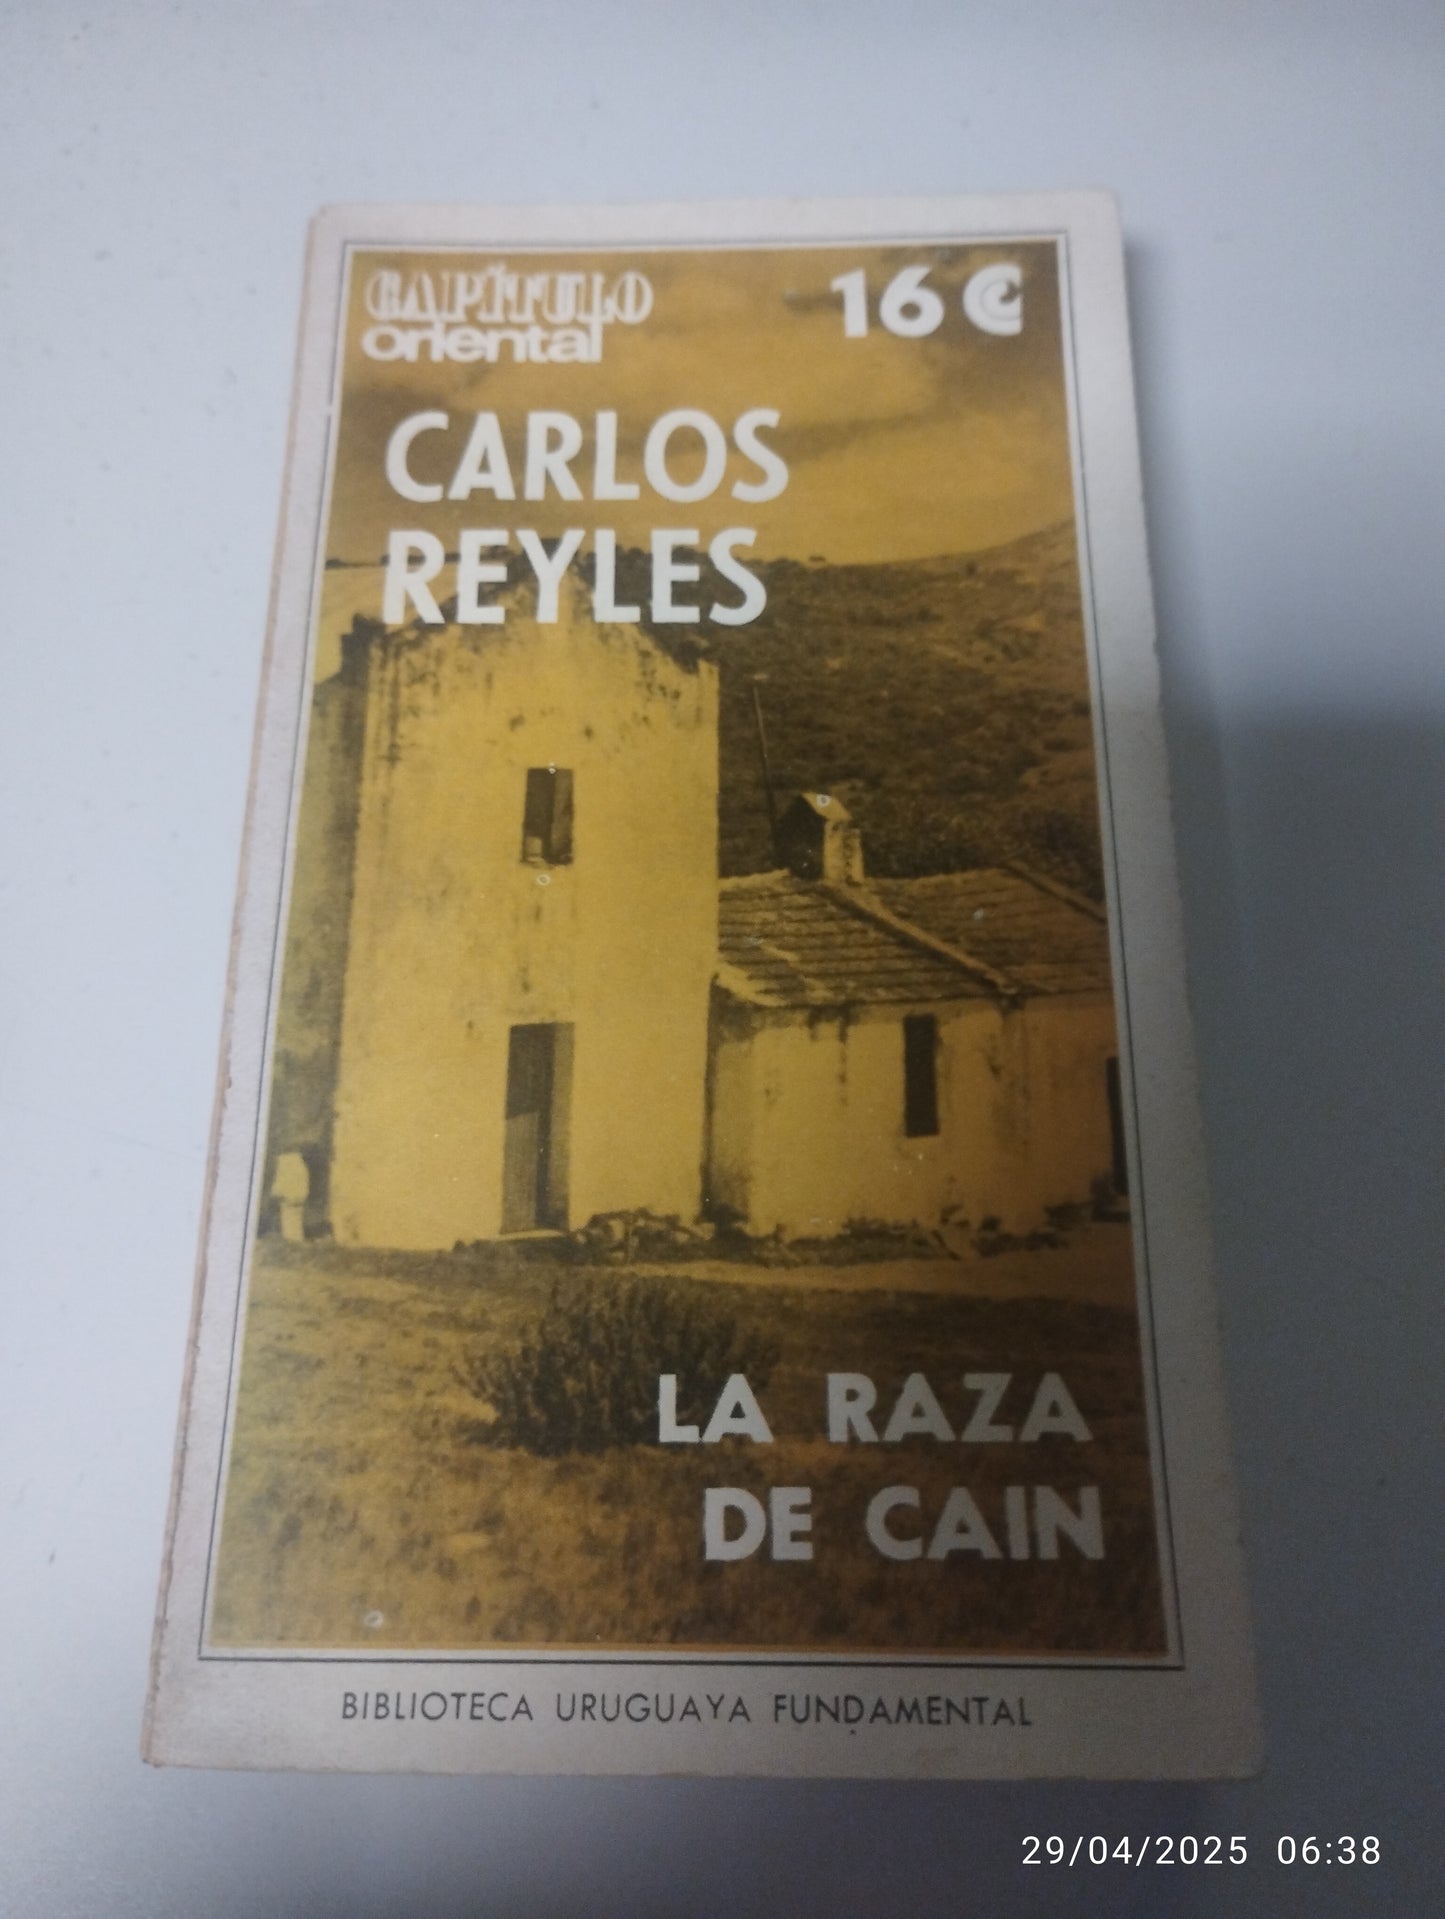 CAPÍTULO
oriental
16 C
CARLOS
REYLES
LA RAZA
DE CAIN
BIBLIOTECA URUGUAYA FUNDAMENTAL
29/04/2025 06:38